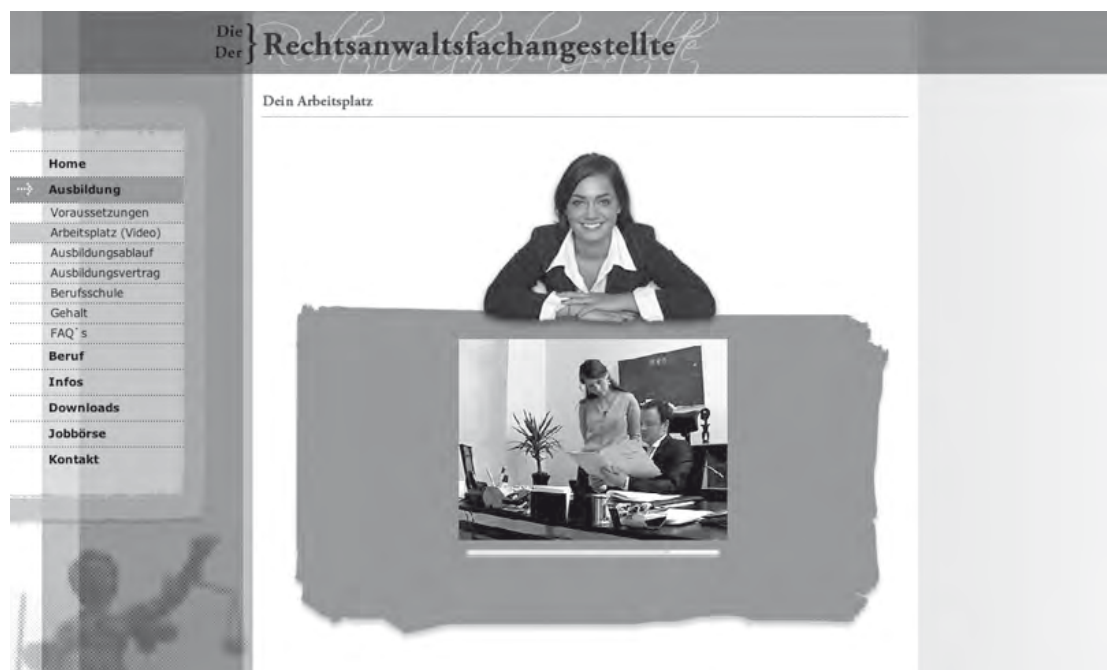 Die
Der } Rechtsanwaltsfachangestellte
Rechtsanwaltsfachangestellte
Dein Arbeitsplatz
Home
Ausbildung
Voraussetzungen
Arbeitsplatz (Video)
Ausbildungsablauf
Ausbildungsvertrag
Berufsschule
Gehalt
FAQ`s
Beruf
Infos
Downloads
Jobbörse
Kontakt